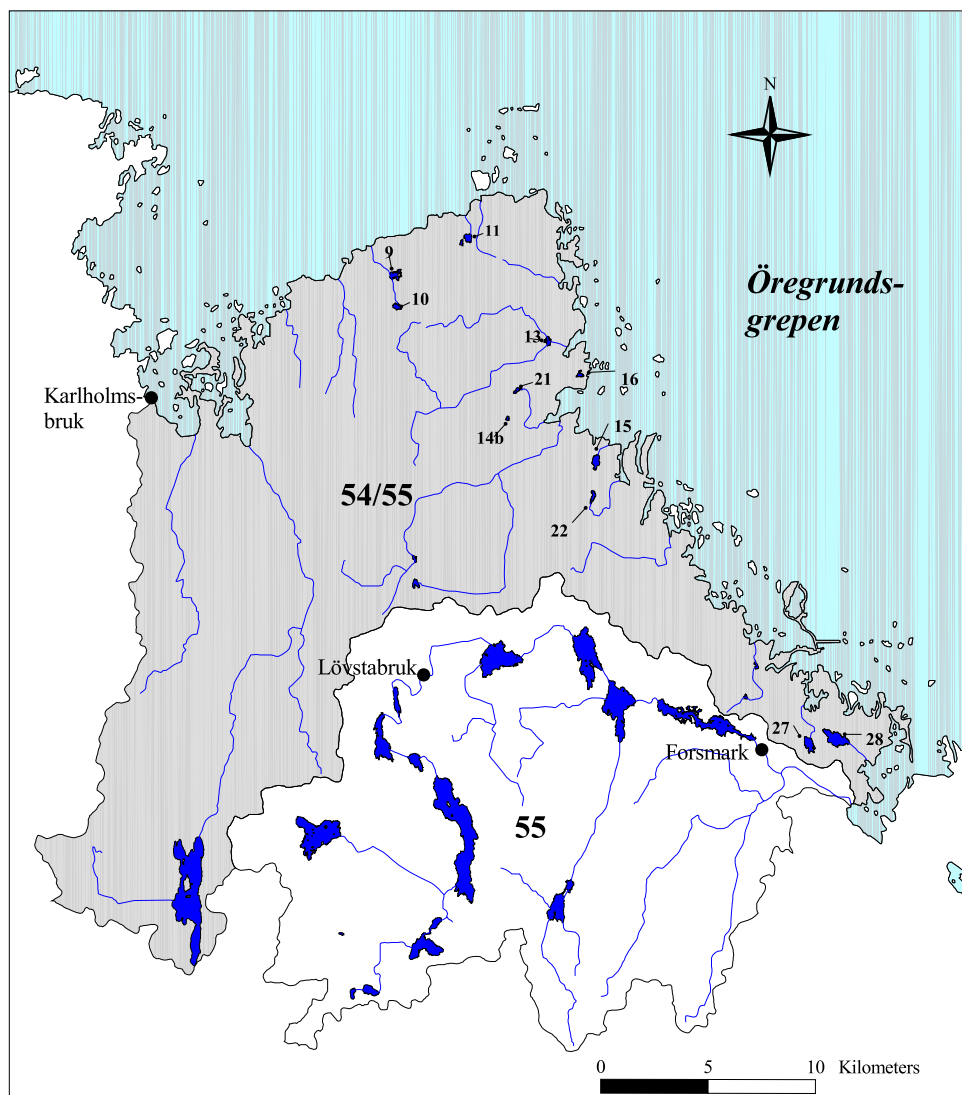 N
11
9
Öregrunds-
grepen
10
13
21
16
Karlholms-
bruk
14b
15
54/55
22
Lövstabruk
27
28
Forsmark
55
0 5 10 Kilometers